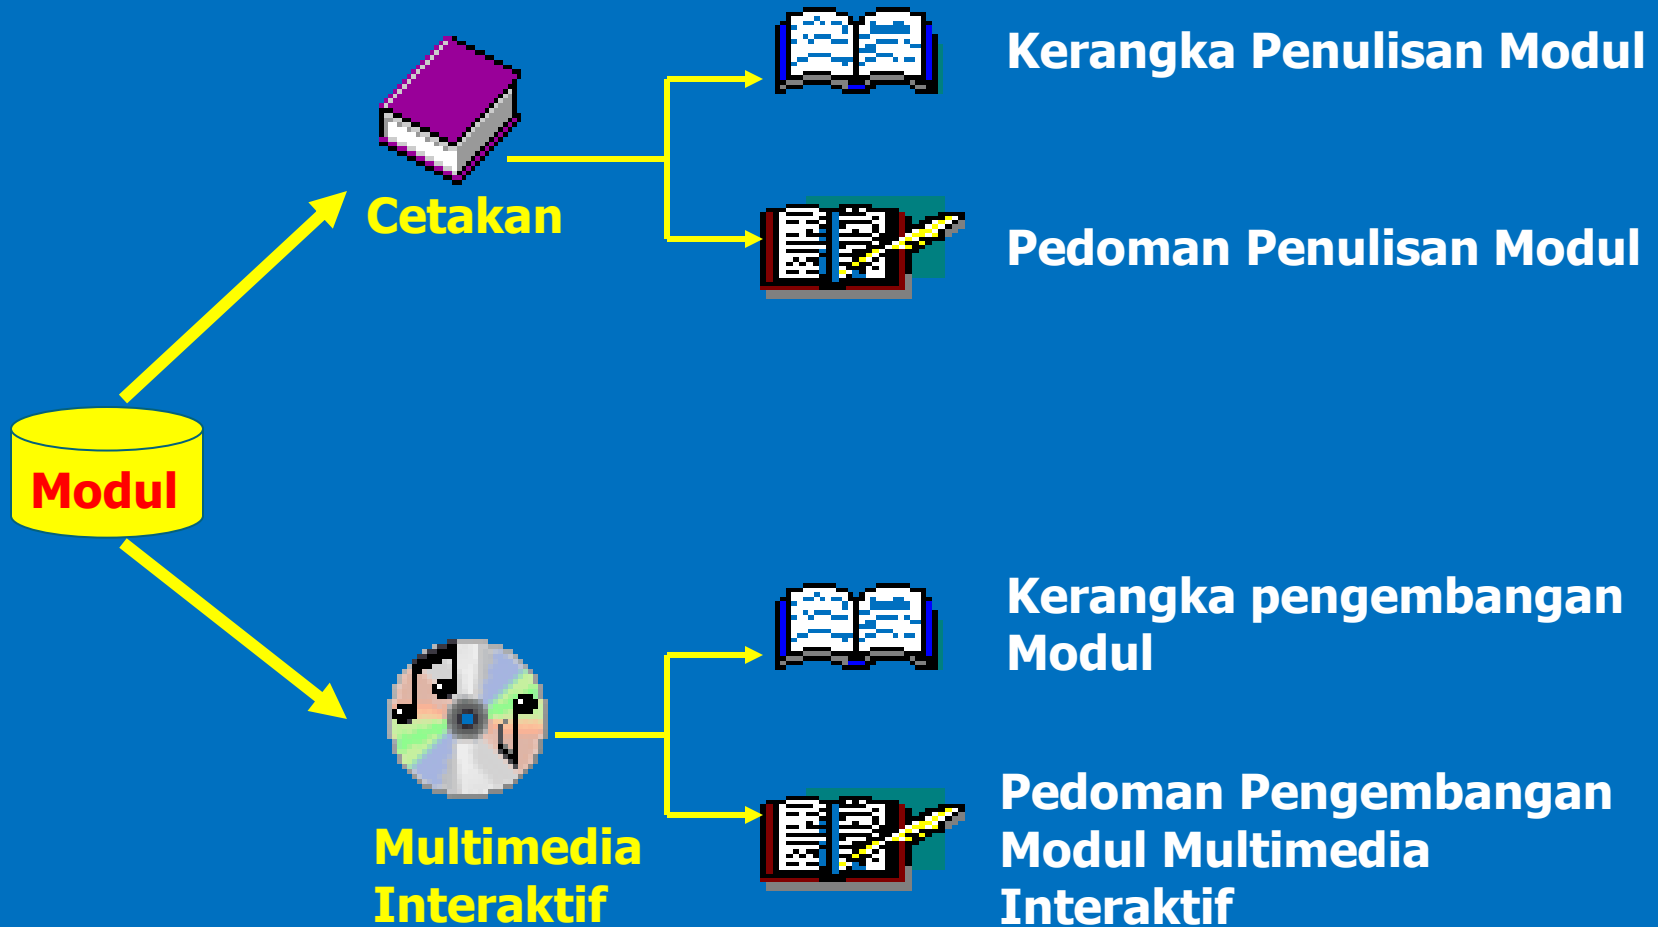 Kerangka Penulisan Modul
Cetakan
Pedoman Penulisan Modul
Modul
Kerangka pengembangan
Modul
Multimedia
Interaktif
Pedoman Pengembangan
Modul Multimedia
Interaktif